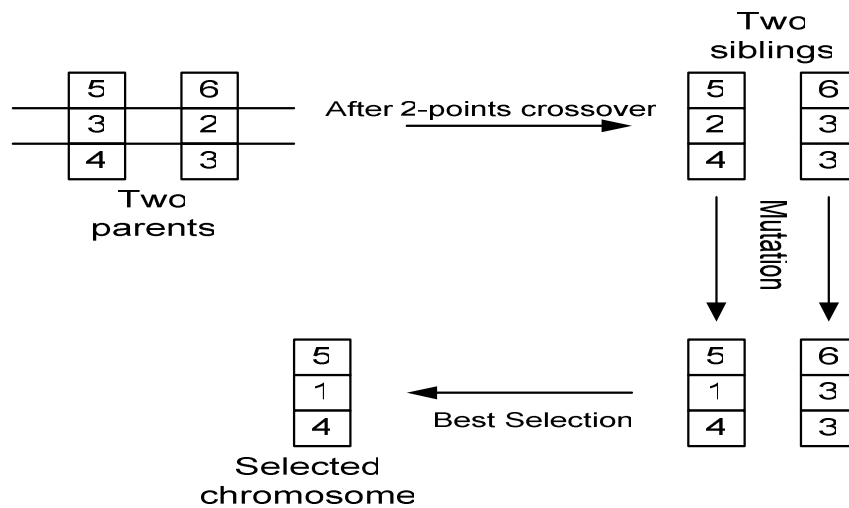 Two
siblings
5 6
3 2
4 3
Two
parents
After 2-points crossover
5 6
2 3
4 3
Mutation
5 6
1 3
4 3
Best Selection
5
1
4
Selected
chromosome